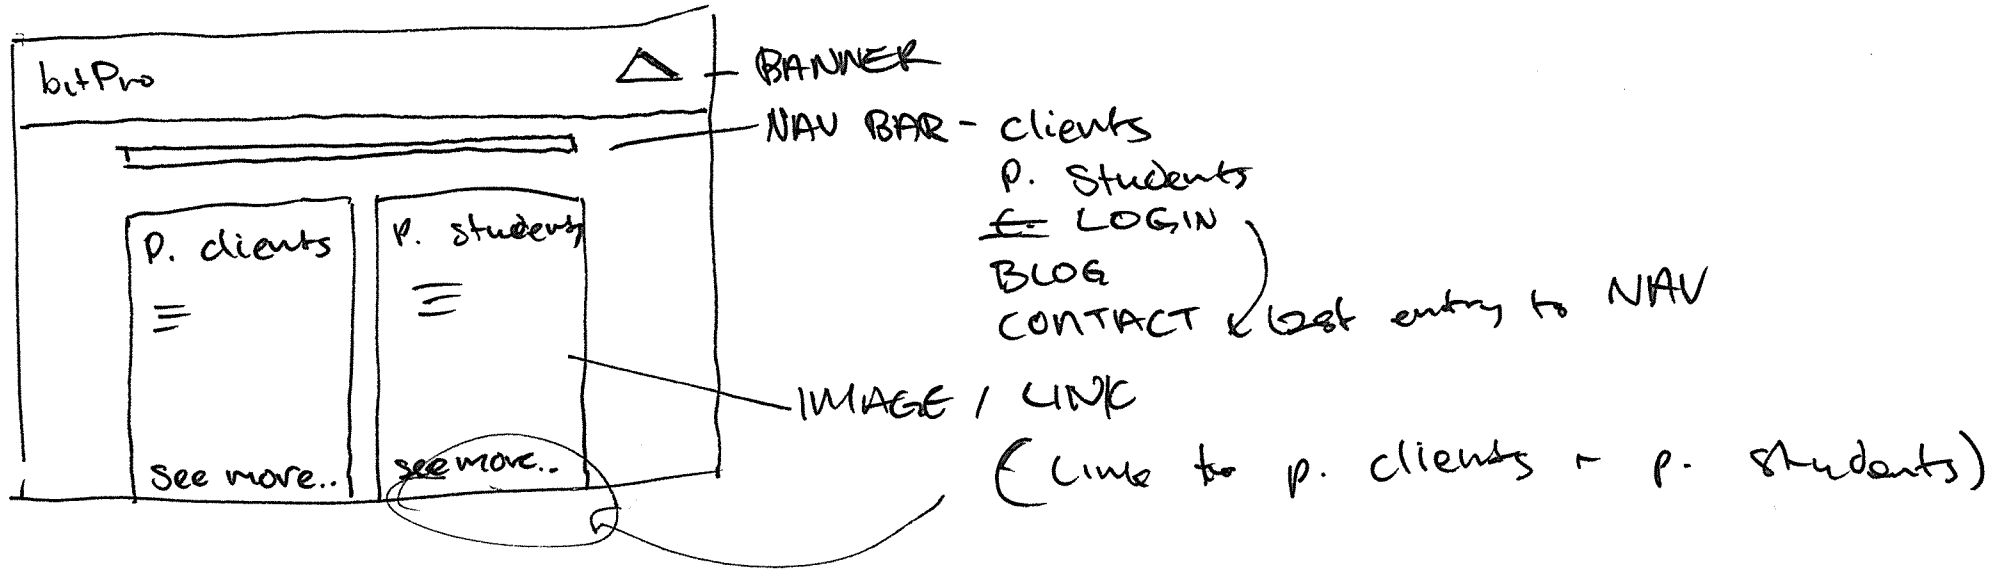 bitPro
BANNER
NAV BAR - clients
P. Students
LOGIN
BLOG
CONTACT
last entry to NAV
P. clients
P. students
IMAGE / LINK
see more..
see more..
(Link to p. clients - p. students)